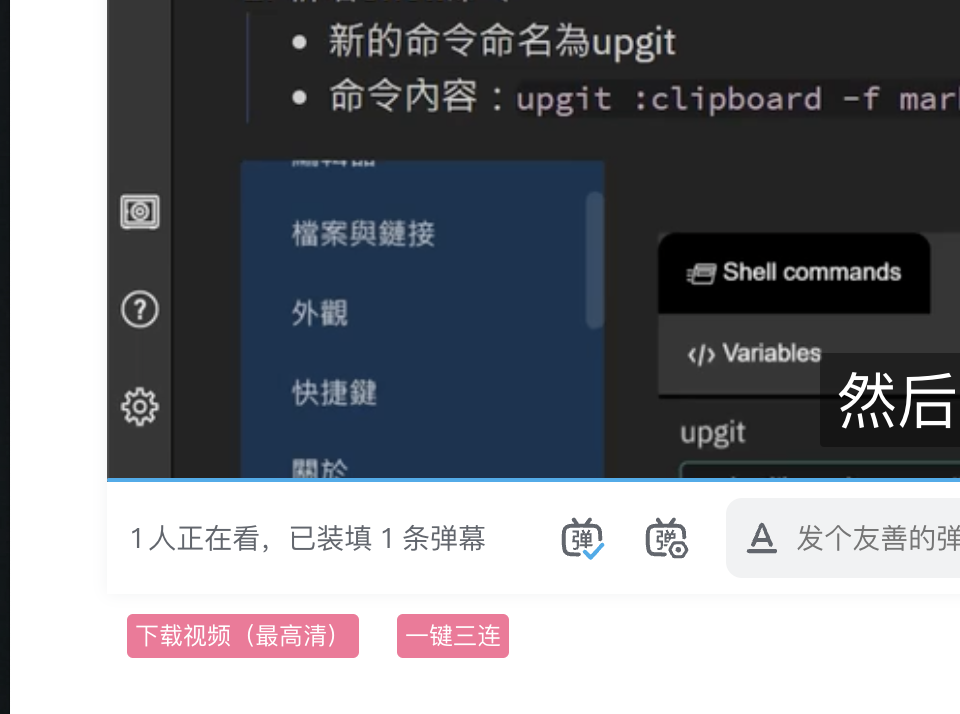 新的命令命名為upgit
命令內容：upgit :clipboard -f mar
檔案與鏈接
外觀
快捷鍵
關於
Shell commands
</> Variables
upgit
然后
1人正在看，已装填 1 条弹幕
弹
弹
A 发个友善的弹
下载视频（最高清）
一键三连